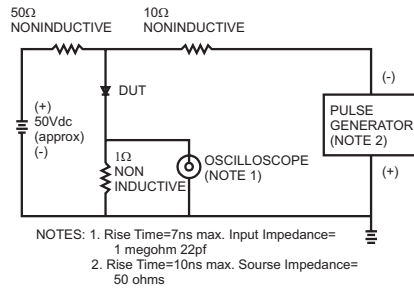 50Ω
NONINDUCTIVE
10Ω
NONINDUCTIVE
DUT
(+)
50Vdc
(approx)
(-)
1Ω
NON
INDUCTIVE
OSCILLOSCOPE
(NOTE 1)
(-)
PULSE
GENERATOR
(NOTE 2)
(+)
NOTES: 1. Rise Time=7ns max. Input Impedance=
1 megohm 22pf
2. Rise Time=10ns max. Sourse Impedance=
50 ohms